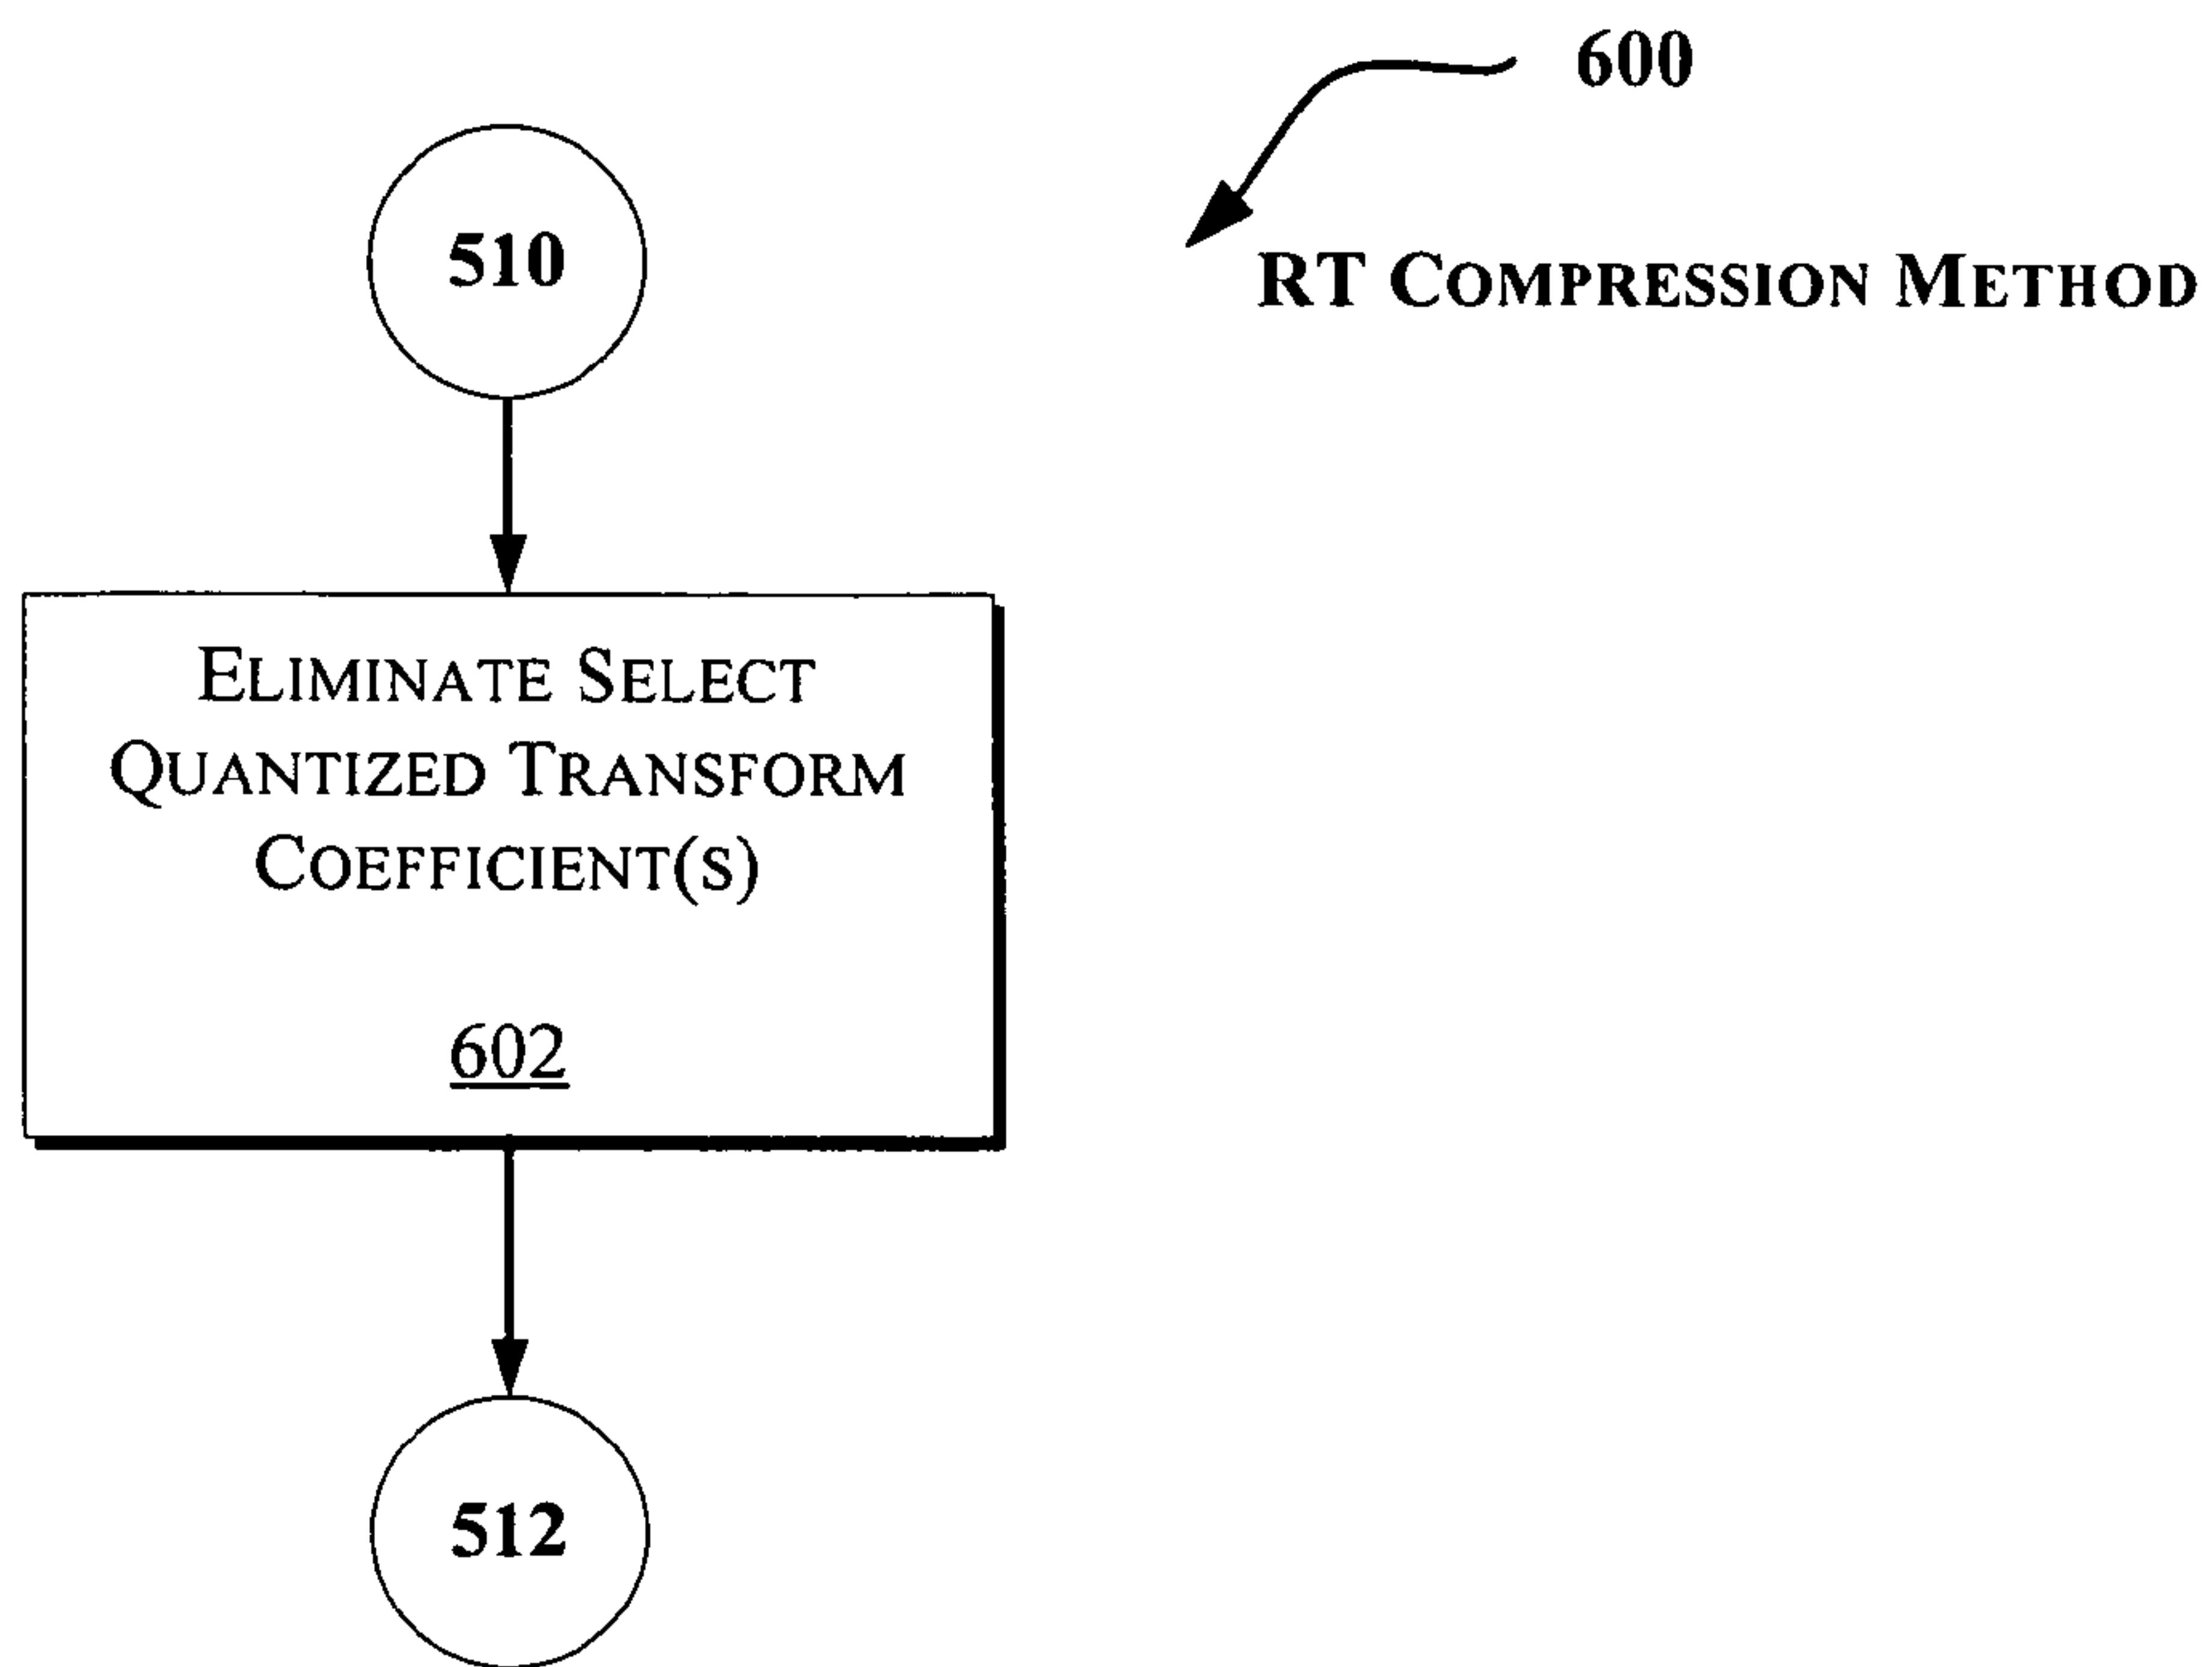 600
510
RT COMPRESSION METHOD
ELIMINATE SELECT
QUANTIZED TRANSFORM
COEFFICIENT(S)
602
512